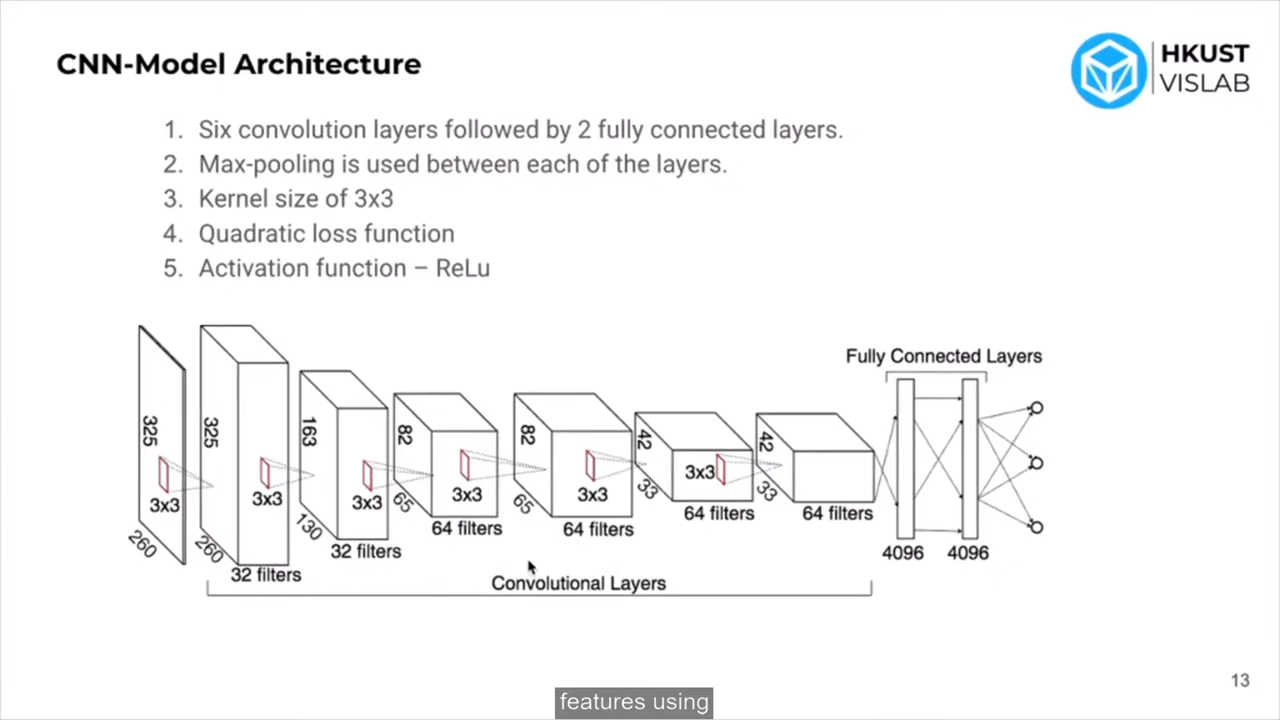 CNN-Model Architecture
HKUST
VISLAB
1. Six convolution layers followed by 2 fully connected layers.
2. Max-pooling is used between each of the layers.
3. Kernel size of 3x3
4. Quadratic loss function
5. Activation function – ReLu
Fully Connected Layers
325
3x3
260
325
3x3
260
32 filters
163
3x3
130
32 filters
82
3x3
65
64 filters
82
3x3
65
64 filters
42
3x3
33
64 filters
42
33
64 filters
4096
4096
Convolutional Layers
13
features using